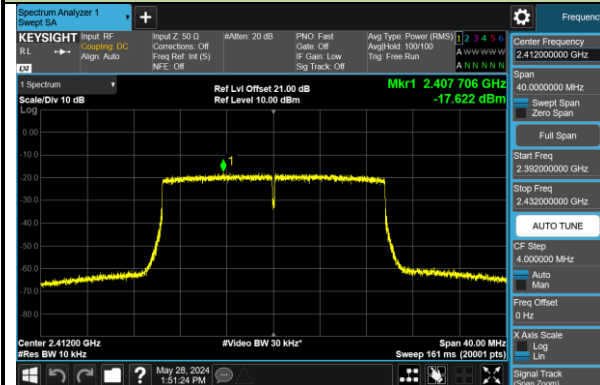 Spectrum Analyzer 1
Swept SA
Frequency
KEYSIGHT
RL
Input: RF
Coupling: DC
Align: Auto
Input Z: 50 Ω
Corrections: Off
Freq Ref: Int (S)
NFE: Off
#Atten: 20 dB
PNO: Fast
Gate: Off
IF Gain: Low
Sig Track: Off
Avg Type: Power (RMS)
Avg|Hold: 100/100
Trig: Free Run
1 2 3 4 5 6
A W W W W W
A N N N N N
1 Spectrum
Scale/Div 10 dB
Ref Lvl Offset 21.00 dB
Ref Level 10.00 dBm
Mkr1 2.407 706 GHz
-17.622 dBm
Log
0.00
-10.0
-20.0
-30.0
-40.0
-50.0
-60.0
-70.0
-80.0
1
Center 2.41200 GHz
#Res BW 10 kHz
#Video BW 30 kHz*
Span 40.00 MHz
Sweep 161 ms (20001 pts)
Center Frequency
2.412000000 GHz
Span
40.0000000 MHz
Swept Span
Zero Span
Full Span
Start Freq
2.392000000 GHz
Stop Freq
2.432000000 GHz
AUTO TUNE
CF Step
4.000000 MHz
Auto
Man
Freq Offset
0 Hz
X Axis Scale
Log
Lin
Signal Track
(Span Zoom)
?
May 28, 2024
1:51:24 PM